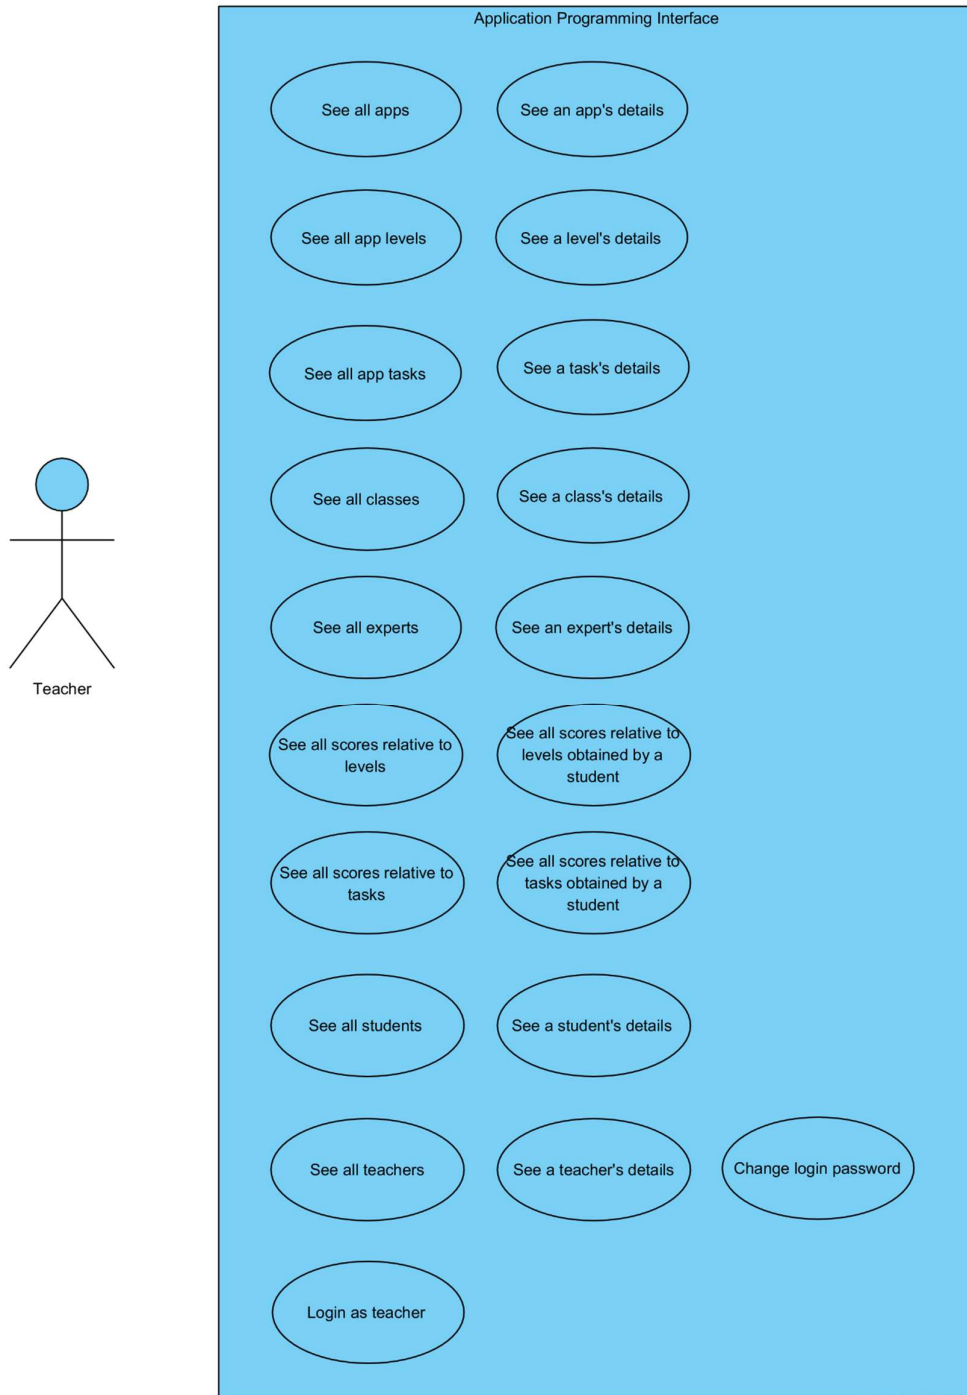 Application Programming Interface
See all apps
See an app's details
See all app levels
See a level's details
See all app tasks
See a task's details
See all classes
See a class's details
See all experts
See an expert's details
Teacher
See all scores relative to
levels
See all scores relative to
levels obtained by a
student
See all scores relative to
tasks
See all scores relative to
tasks obtained by a
student
See all students
See a student's details
See all teachers
See a teacher's details
Change login password
Login as teacher